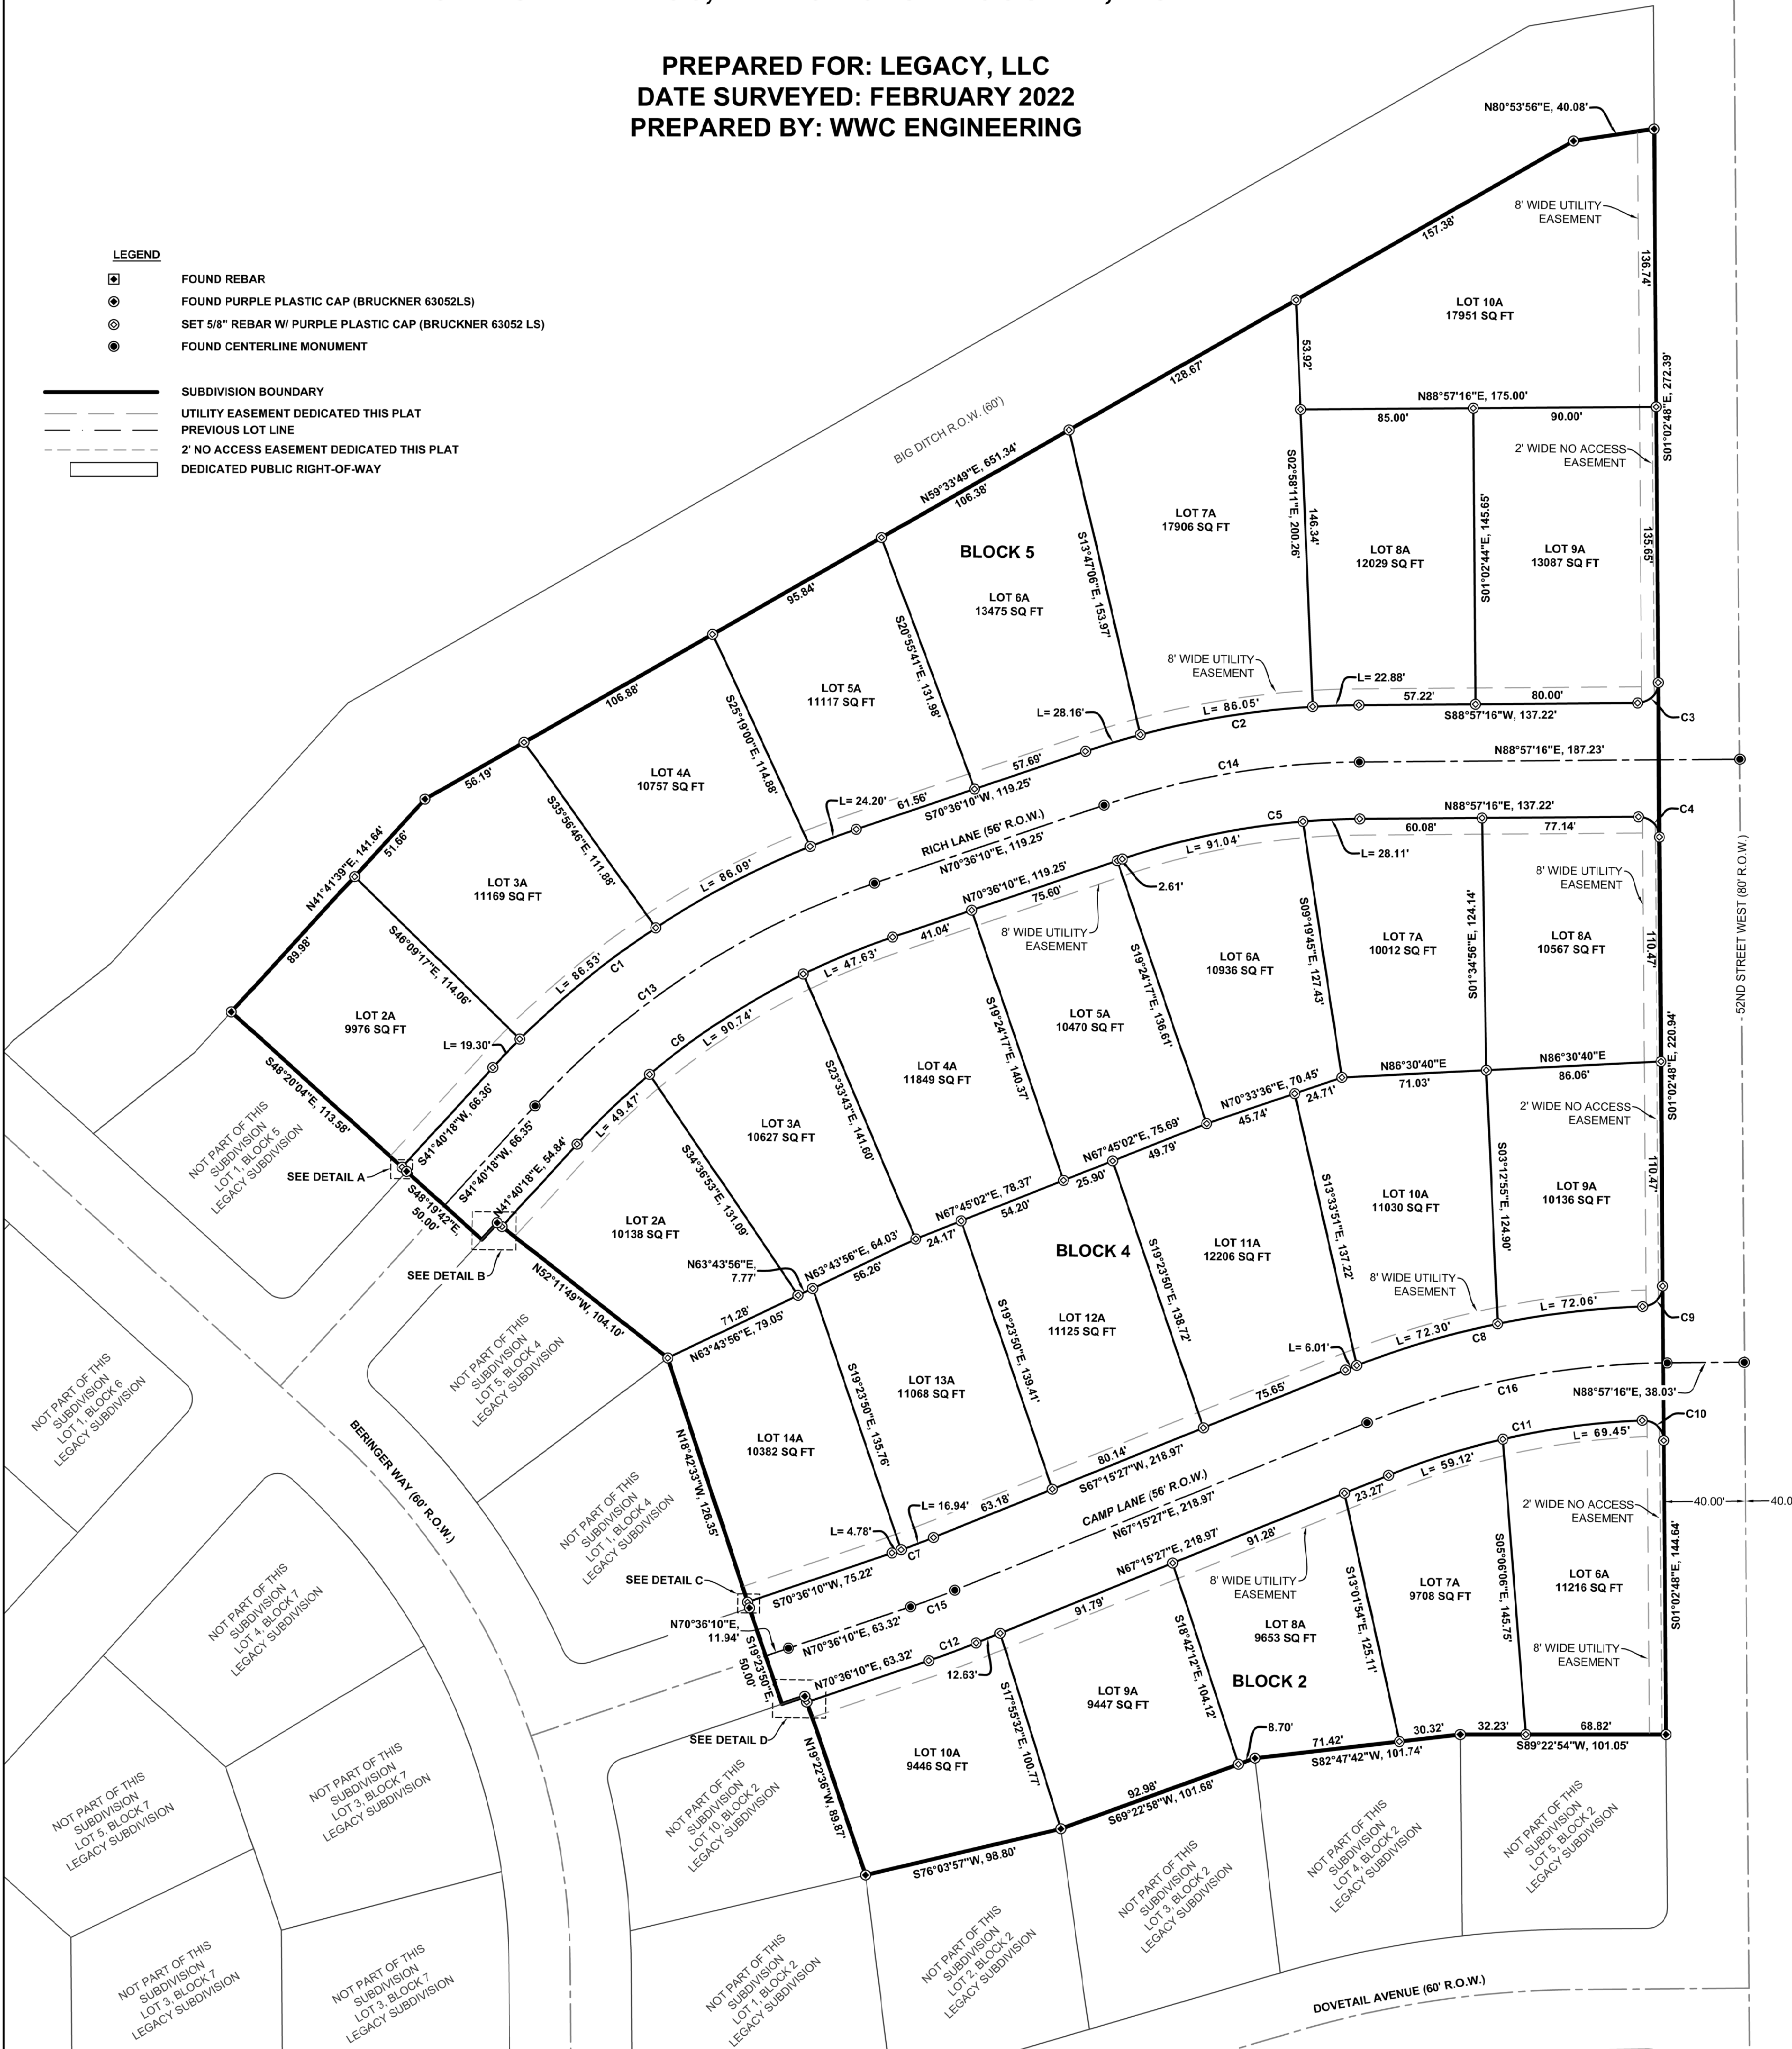 PREPARED FOR: LEGACY, LLC
DATE SURVEYED: FEBRUARY 2022
PREPARED BY: WWC ENGINEERING
LEGEND
FOUND REBAR
FOUND PURPLE PLASTIC CAP (BRUCKNER 63052LS)
SET 5/8" REBAR W/ PURPLE PLASTIC CAP (BRUCKNER 63052 LS)
FOUND CENTERLINE MONUMENT
SUBDIVISION BOUNDARY
UTILITY EASEMENT DEDICATED THIS PLAT
PREVIOUS LOT LINE
2' NO ACCESS EASEMENT DEDICATED THIS PLAT
DEDICATED PUBLIC RIGHT-OF-WAY
N80°53'56"E, 40.08'
8' WIDE UTILITY
EASEMENT
157.38'
136.74'
LOT 10A
17951 SQ FT
53.92'
128.67'
S01°02'48"E, 272.39'
N88°57'16"E, 175.00'
85.00'
90.00'
BIG DITCH R.O.W. (60')
2' WIDE NO ACCESS
EASEMENT
N59°33'49"E, 651.34'
106.38'
S02°58'11"E, 200.26'
146.34'
S01°02'44"E, 145.65'
135.65'
LOT 7A
17906 SQ FT
LOT 8A
12029 SQ FT
LOT 9A
13087 SQ FT
BLOCK 5
LOT 6A
13475 SQ FT
S13°47'06"E, 153.97'
95.84'
S20°55'41"E, 131.98'
8' WIDE UTILITY
EASEMENT
L= 22.88'
57.22'
80.00'
S88°57'16"W, 137.22'
C3
LOT 5A
11117 SQ FT
106.88'
S25°19'00"E, 114.88'
L= 28.16'
L= 86.05'
C2
57.69'
N88°57'16"E, 187.23'
C14
LOT 4A
10757 SQ FT
56.19'
S35°56'46"E, 111.88'
L= 24.20'
61.56'
S70°36'10"W, 119.25'
RICH LANE (56' R.O.W.)
N70°36'10"E, 119.25'
C5
N88°57'16"E, 137.22'
60.08'
77.14'
C4
L= 28.11'
L= 91.04'
2.61'
N41°41'39"E, 141.64'
51.66'
LOT 3A
11169 SQ FT
L= 86.09'
N70°36'10"E, 119.25'
75.60'
8' WIDE UTILITY
EASEMENT
8' WIDE UTILITY
EASEMENT
52ND STREET WEST (80' R.O.W.)
89.98'
S46°09'17"E, 114.06'
L= 86.53'
C1
C13
41.04'
L= 47.63'
S19°24'17"E, 136.61'
LOT 6A
10936 SQ FT
S09°19'45"E, 127.43'
LOT 7A
10012 SQ FT
S01°34'56"E, 124.14'
LOT 8A
10567 SQ FT
110.47'
LOT 2A
9976 SQ FT
L= 19.30'
C6
L= 90.74'
S19°24'17"E, 140.37'
LOT 5A
10470 SQ FT
S01°02'48"E, 220.94'
S48°20'04"E, 113.58'
S41°40'18"W, 66.36'
S41°40'18"W, 66.35'
L= 49.47'
LOT 4A
11849 SQ FT
N70°33'36"E, 70.45'
24.71'
45.74'
N86°30'40"E
71.03'
N86°30'40"E
86.06'
2' WIDE NO ACCESS
EASEMENT
NOT PART OF THIS
SUBDIVISION
LOT 1, BLOCK 5
LEGACY SUBDIVISION
SEE DETAIL A
N41°40'18"E, 54.84'
LOT 3A
10627 SQ FT
S23°33'43"E, 141.60'
N67°45'02"E, 75.69'
49.79'
25.90'
S48°19'42"E,
50.00'
SEE DETAIL B
LOT 2A
10138 SQ FT
S34°36'53"E, 131.09'
N67°45'02"E, 78.37'
54.20'
24.17'
S13°33'51"E, 137.22'
LOT 10A
11030 SQ FT
S03°12'55"E, 124.90'
LOT 9A
10136 SQ FT
110.47'
N52°11'49"W, 104.10'
N63°43'56"E,
7.77'
N63°43'56"E, 64.03'
56.26'
BLOCK 4
LOT 11A
12206 SQ FT
8' WIDE UTILITY
EASEMENT
L= 72.06'
C9
L= 72.30'
C8
71.28'
N63°43'56"E, 79.05'
S19°23'50"E, 138.72'
LOT 12A
11125 SQ FT
L= 6.01'
75.65'
C16
N88°57'16"E, 38.03'
NOT PART OF THIS
SUBDIVISION
LOT 5, BLOCK 4
LEGACY SUBDIVISION
NOT PART OF THIS
SUBDIVISION
LOT 1, BLOCK 6
LEGACY SUBDIVISION
BERINGER WAY (60' R.O.W.)
LOT 13A
11068 SQ FT
S19°23'50"E, 139.41'
S19°23'50"E, 135.76'
LOT 14A
10382 SQ FT
N18°42'33"W, 126.35'
80.14'
S67°15'27"W, 218.97'
63.18'
CAMP LANE (56' R.O.W.)
N67°15'27"E, 218.97'
C10
C11
L= 69.45'
L= 59.12'
23.27'
NOT PART OF THIS
SUBDIVISION
LOT 1, BLOCK 4
LEGACY SUBDIVISION
L= 16.94'
L= 4.78'
C7
N67°15'27"E, 218.97'
91.28'
2' WIDE NO ACCESS
EASEMENT
40.00'
40.0
SEE DETAIL C
S70°36'10"W, 75.22'
C15
8' WIDE UTILITY
EASEMENT
S05°06'06"E, 145.75'
LOT 6A
11216 SQ FT
S01°02'48"E, 144.64'
LOT 7A
9708 SQ FT
NOT PART OF THIS
SUBDIVISION
LOT 4, BLOCK 7
LEGACY SUBDIVISION
N70°36'10"E,
11.94'
N70°36'10"E, 63.32'
91.79'
C12
12.63'
S18°42'12"E, 104.12'
LOT 8A
9653 SQ FT
S13°01'54"E, 125.11'
8' WIDE UTILITY
EASEMENT
S19°23'50"E,
50.00'
N70°36'10"E, 63.32'
BLOCK 2
LOT 9A
9447 SQ FT
S17°55'32"E, 100.77'
SEE DETAIL D
LOT 10A
9446 SQ FT
8.70'
71.42'
30.32'
S82°47'42"W, 101.74'
32.23'
68.82'
S89°22'54"W, 101.05'
N19°22'36"W, 89.87'
92.98'
S69°22'58"W, 101.68'
S76°03'57"W, 98.80'
NOT PART OF THIS
SUBDIVISION
LOT 5, BLOCK 7
LEGACY SUBDIVISION
NOT PART OF THIS
SUBDIVISION
LOT 3, BLOCK 7
LEGACY SUBDIVISION
NOT PART OF THIS
SUBDIVISION
LOT 10, BLOCK 2
LEGACY SUBDIVISION
NOT PART OF THIS
SUBDIVISION
LOT 3, BLOCK 2
LEGACY SUBDIVISION
NOT PART OF THIS
SUBDIVISION
LOT 4, BLOCK 2
LEGACY SUBDIVISION
NOT PART OF THIS
SUBDIVISION
LOT 5, BLOCK 2
LEGACY SUBDIVISION
NOT PART OF THIS
SUBDIVISION
LOT 3, BLOCK 7
LEGACY SUBDIVISION
NOT PART OF THIS
SUBDIVISION
LOT 3, BLOCK 7
LEGACY SUBDIVISION
NOT PART OF THIS
SUBDIVISION
LOT 1, BLOCK 2
LEGACY SUBDIVISION
NOT PART OF THIS
SUBDIVISION
LOT 2, BLOCK 2
LEGACY SUBDIVISION
DOVETAIL AVENUE (60' R.O.W.)